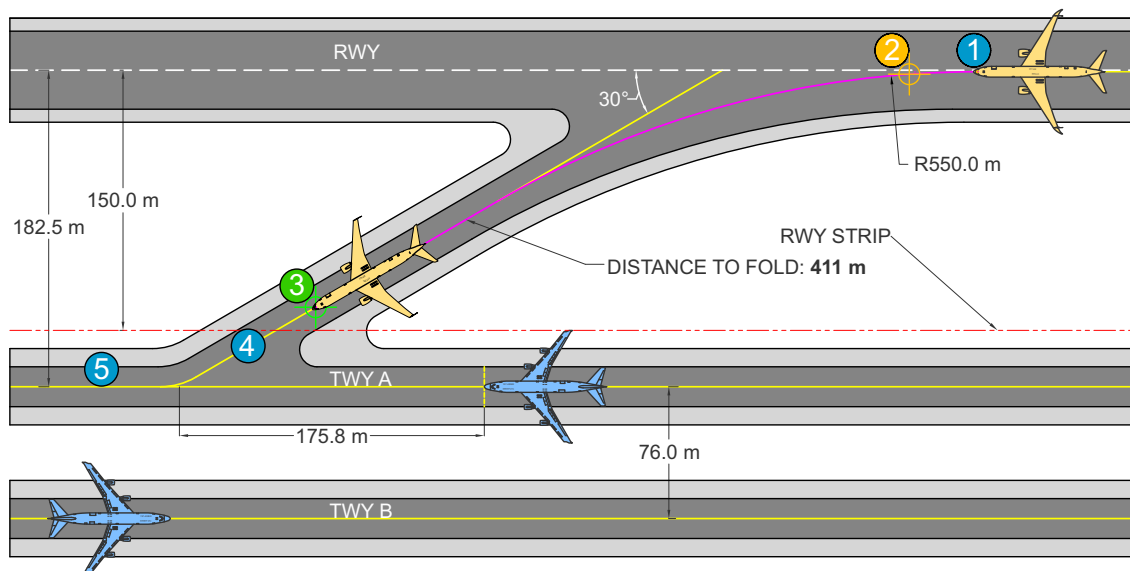 RWY
2
1
30°
R550.0 m
150.0 m
182.5 m
RWY STRIP
DISTANCE TO FOLD: 411 m
3
4
5
TWY A
175.8 m
76.0 m
TWY B